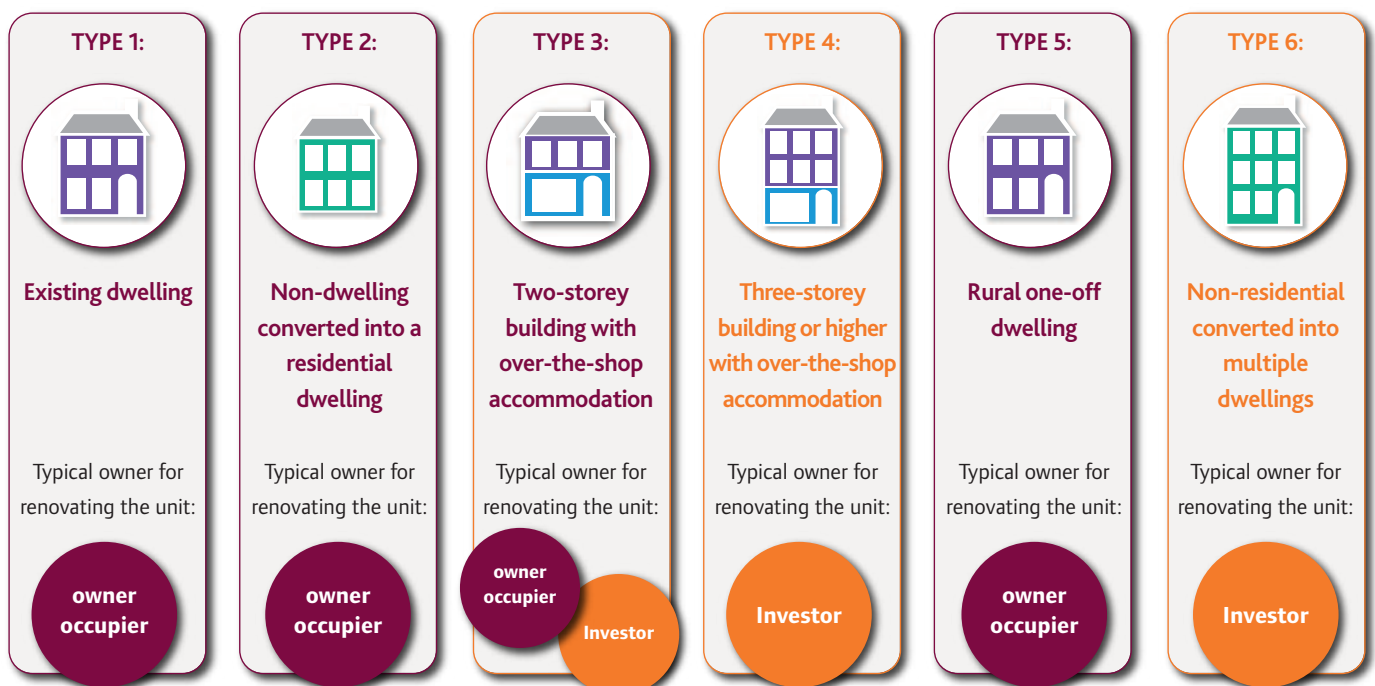 TYPE 1:
Existing dwelling
Typical owner for
renovating the unit:
owner
occupier
TYPE 2:
Non-dwelling
converted into a
residential
dwelling
Typical owner for
renovating the unit:
owner
occupier
TYPE 3:
Two-storey
building with
over-the-shop
accommodation
Typical owner for
renovating the unit:
owner
occupier
Investor
TYPE 4:
Three-storey
building or higher
with over-the-shop
accommodation
Typical owner for
renovating the unit:
Investor
TYPE 5:
Rural one-off
dwelling
Typical owner for
renovating the unit:
owner
occupier
TYPE 6:
Non-residential
converted into
multiple
dwellings
Typical owner for
renovating the unit:
Investor